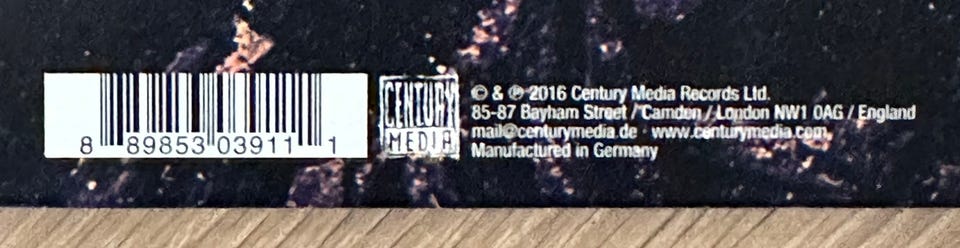 8 89853 03911 1
CENTURY
MEDIA
© & ℗ 2016 Century Media Records Ltd.
85-87 Bayham Street / Camden / London NW1 0AG / England
mail@centurymedia.de · www.centurymedia.com
Manufactured in Germany